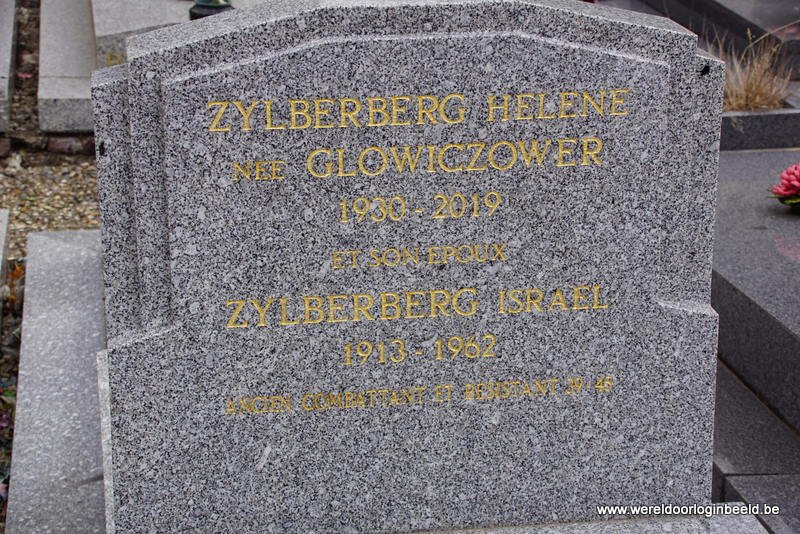 ZYLBERBERG HELENE
NEE GLOWICZOWER
1930 - 2019
ET SON EPOUX
ZYLBERBERG ISRAEL
1913 - 1962
ANCIEN COMBATTANT ET RESISTANT 39-45
www.wereldoorloginbeeld.be